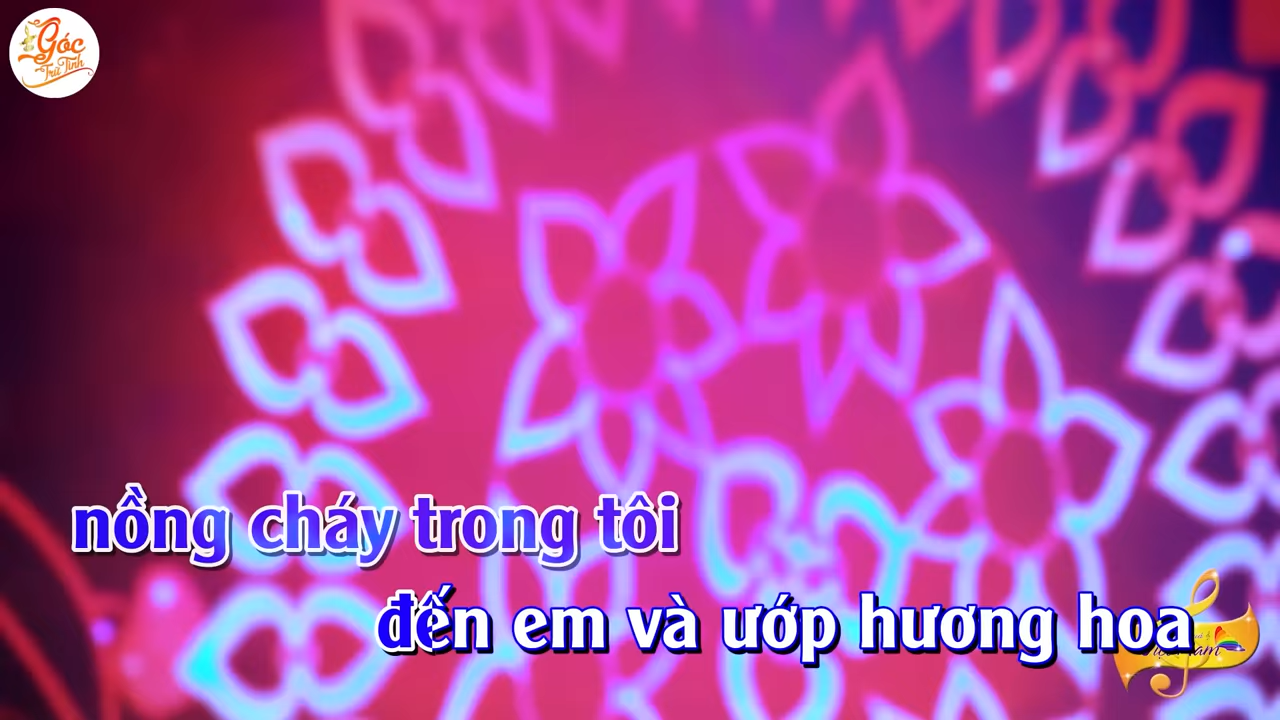 Góc
Trữ Tình
nồng cháy trong tôi
đến em và ướp hương hoa